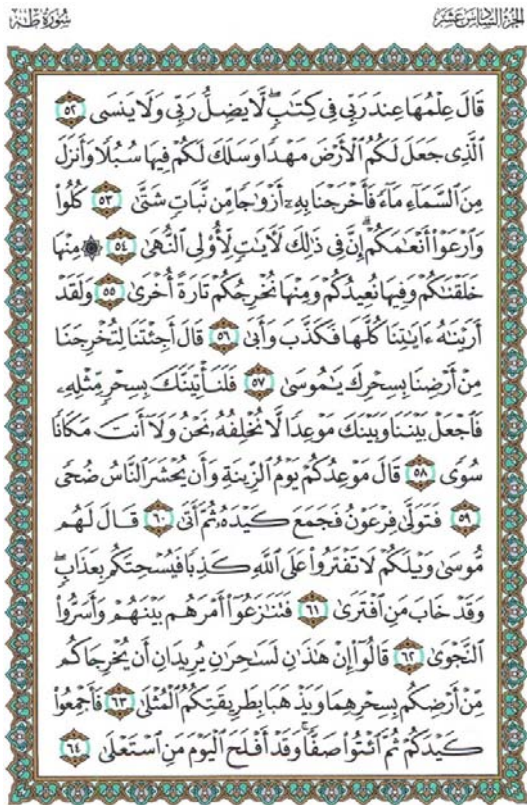 الجُزْءُ السَّادِسَ عَشَرَ
سُورَةُ طه
قَالَ عِلْمُهَا عِندَ رَبِّى فِى كِتَٰبٍۖ لَّا يَضِلُّ رَبِّى وَلَا يَنسَى ٥٢
ٱلَّذِى جَعَلَ لَكُمُ ٱلْأَرْضَ مَهْدًا وَسَلَكَ لَكُمْ فِيهَا سُبُلًا وَأَنزَلَ
مِنَ ٱلسَّمَآءِ مَآءً فَأَخْرَجْنَا بِهِۦٓ أَزْوَٰجًا مِّن نَّبَاتٍ شَتَّىٰ ٥٣ كُلُوا۟
وَٱرْعَوْا۟ أَنْعَٰمَكُمْۗ إِنَّ فِى ذَٰلِكَ لَـَٔايَٰتٍ لِّأُو۟لِى ٱلنُّهَىٰ ٥٤ ۞ مِنْهَا
خَلَقْنَٰكُمْ وَفِيهَا نُعِيدُكُمْ وَمِنْهَا نُخْرِجُكُمْ تَارَةً أُخْرَىٰ ٥٥ وَلَقَدْ
أَرَيْنَٰهُ ءَايَٰتِنَا كُلَّهَا فَكَذَّبَ وَأَبَىٰ ٥٦ قَالَ أَجِئْتَنَا لِتُخْرِجَنَا
مِنْ أَرْضِنَا بِسِحْرِكَ يَٰمُوسَىٰ ٥٧ فَلَنَأْتِيَنَّكَ بِسِحْرٍ مِّثْلِهِۦ
فَٱجْعَلْ بَيْنَنَا وَبَيْنَكَ مَوْعِدًا لَّا نُخْلِفُهُۥ نَحْنُ وَلَآ أَنتَ مَكَانًا
سُوًى ٥٨ قَالَ مَوْعِدُكُمْ يَوْمُ ٱلزِّينَةِ وَأَن يُحْشَرَ ٱلنَّاسُ ضُحًى
٥٩ فَتَوَلَّىٰ فِرْعَوْنُ فَجَمَعَ كَيْدَهُۥ ثُمَّ أَتَىٰ ٦٠ قَالَ لَهُم
مُّوسَىٰ وَيْلَكُمْ لَا تَفْتَرُوا۟ عَلَى ٱللَّهِ كَذِبًا فَيُسْحِتَكُم بِعَذَابٍۖ
وَقَدْ خَابَ مَنِ ٱفْتَرَىٰ ٦١ فَتَنَٰزَعُوٓا۟ أَمْرَهُم بَيْنَهُمْ وَأَسَرُّوا۟
ٱلنَّجْوَىٰ ٦٢ قَالُوٓا۟ إِنْ هَٰذَٰنِ لَسَٰحِرَٰنِ يُرِيدَانِ أَن يُخْرِجَاكُم
مِّنْ أَرْضِكُم بِسِحْرِهِمَا وَيَذْهَبَا بِطَرِيقَتِكُمُ ٱلْمُثْلَىٰ ٦٣ فَأَجْمِعُوا۟
كَيْدَكُمْ ثُمَّ ٱئْتُوا۟ صَفًّاۚ وَقَدْ أَفْلَحَ ٱلْيَوْمَ مَنِ ٱسْتَعْلَىٰ ٦٤